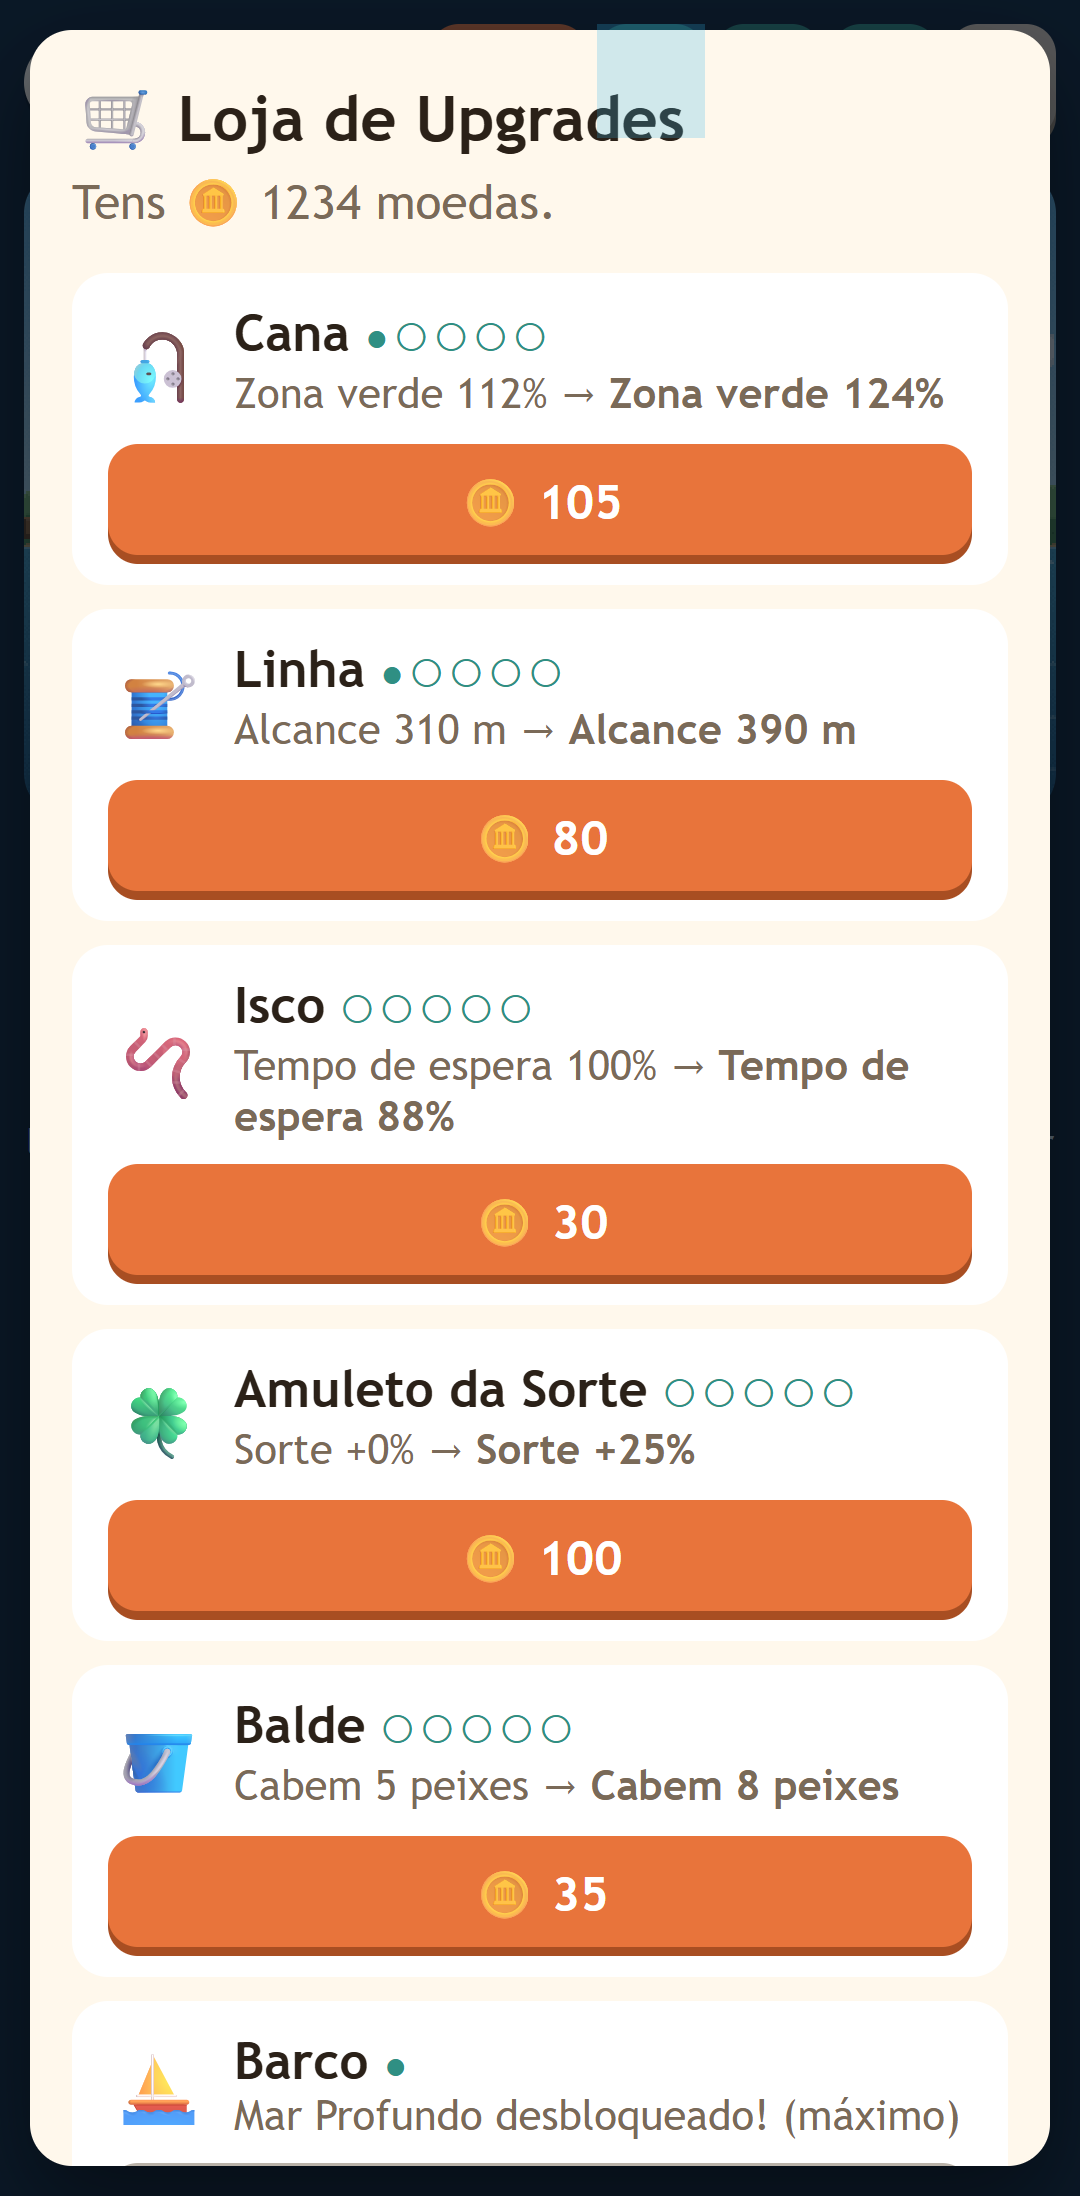 Loja de Upgrades
Tens 1234 moedas.
Cana
Zona verde 112% → Zona verde 124%
105
Linha
Alcance 310 m → Alcance 390 m
80
Isco
Tempo de espera 100% → Tempo de
espera 88%
30
Amuleto da Sorte
Sorte +0% → Sorte +25%
100
Balde
Cabem 5 peixes → Cabem 8 peixes
35
Barco
Mar Profundo desbloqueado! (máximo)